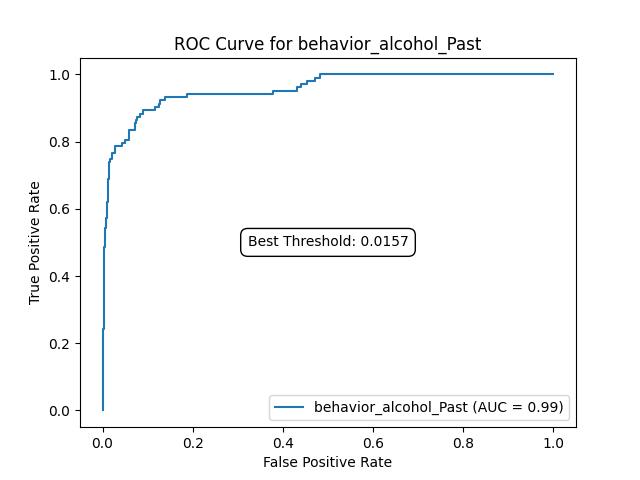 ROC Curve for behavior_alcohol_Past
1.0
0.8
0.6
0.4
0.2
0.0
True Positive Rate
Best Threshold: 0.0157
behavior_alcohol_Past (AUC = 0.99)
0.0 0.2 0.4 0.6 0.8 1.0
False Positive Rate